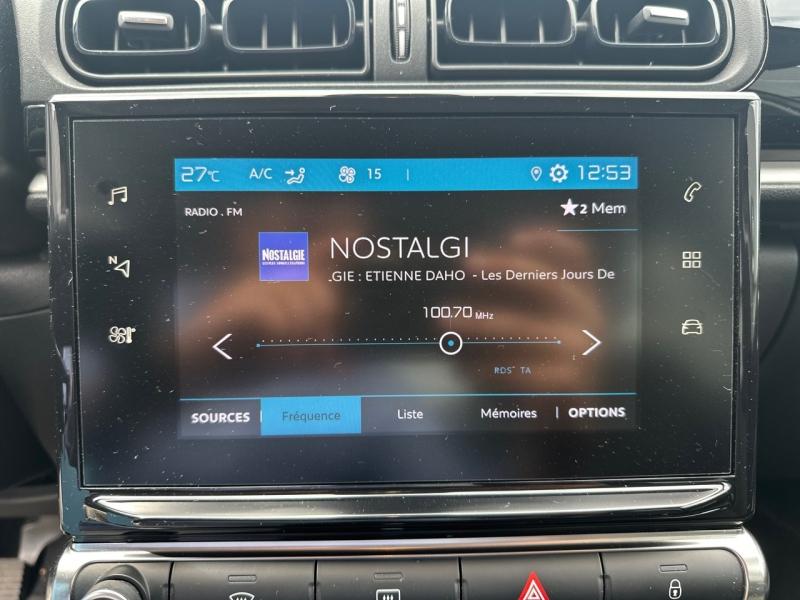 27°C A/C 15 | 12:53
RADIO . FM
2 Mem
NOSTALGIE
NOSTALGI
GIE : ETIENNE DAHO - Les Derniers Jours De
100.70 MHz
N
RDS TA
SOURCES | Fréquence Liste Mémoires | OPTIONS